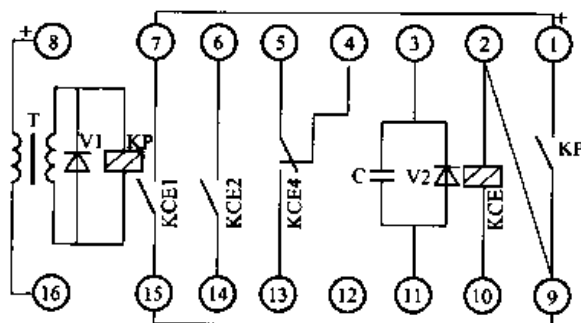 + 8 7 6 5 4 3 2 1 +
T V1 KP C V2 KCE KP
KCE1 KCE2 KCE4
16 15 14 13 12 11 10 9